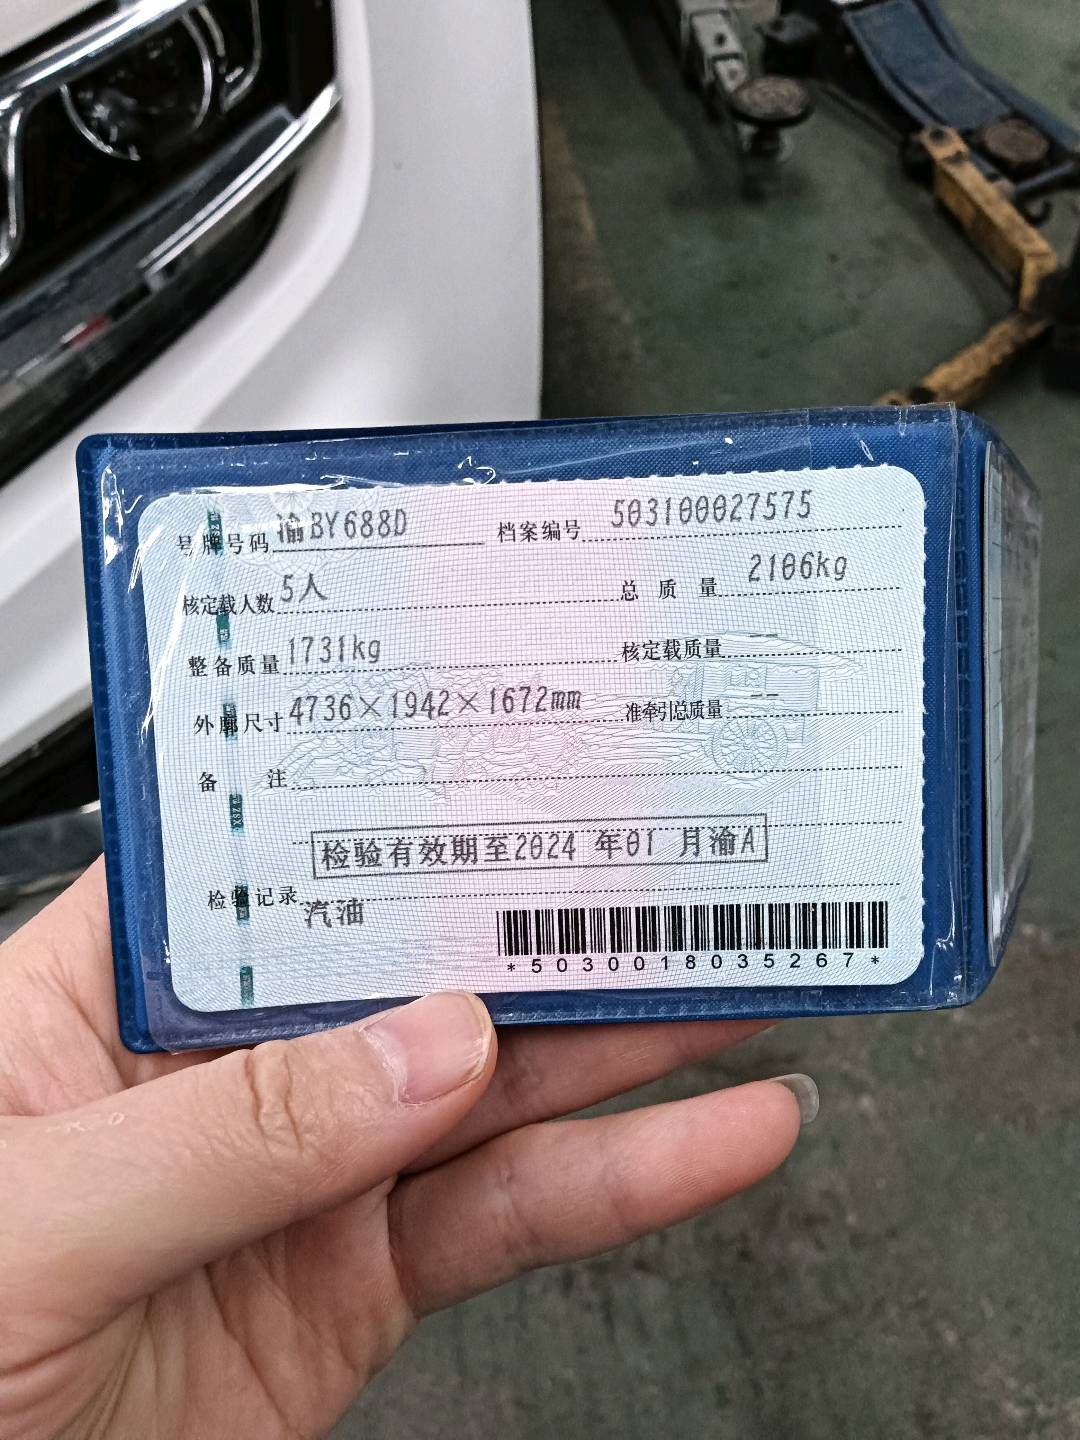 号牌号码 渝BY688D 档案编号 503100027575
核定载人数 5人 总质量 2106kg
整备质量 1731kg 核定载质量 --
外廓尺寸 4736×1942×1672mm 准牵引总质量 --
备注
检验有效期至2024年01月渝A
检验记录
汽油
*5030018035267*